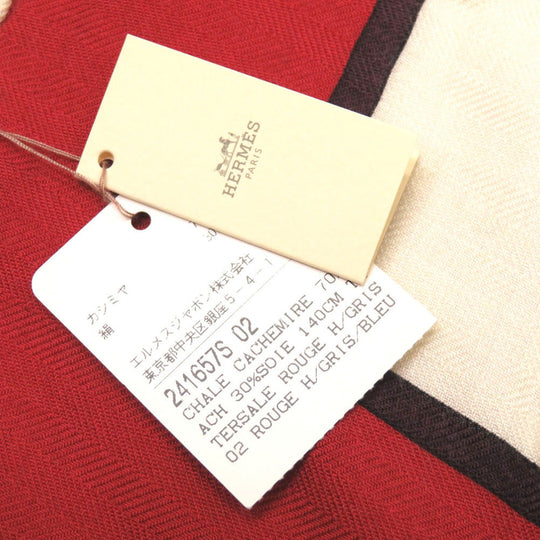 HERMÈS
PARIS
カシミヤ
絹
エルメスジャポン株式会社
東京都中央区銀座5-4-1
241657S 02
CHALE CACHEMIRE 70
ACH 30%SOIE 140CM T
TERSALE ROUGE H/GRIS
02 ROUGE H/GRIS/BLEU